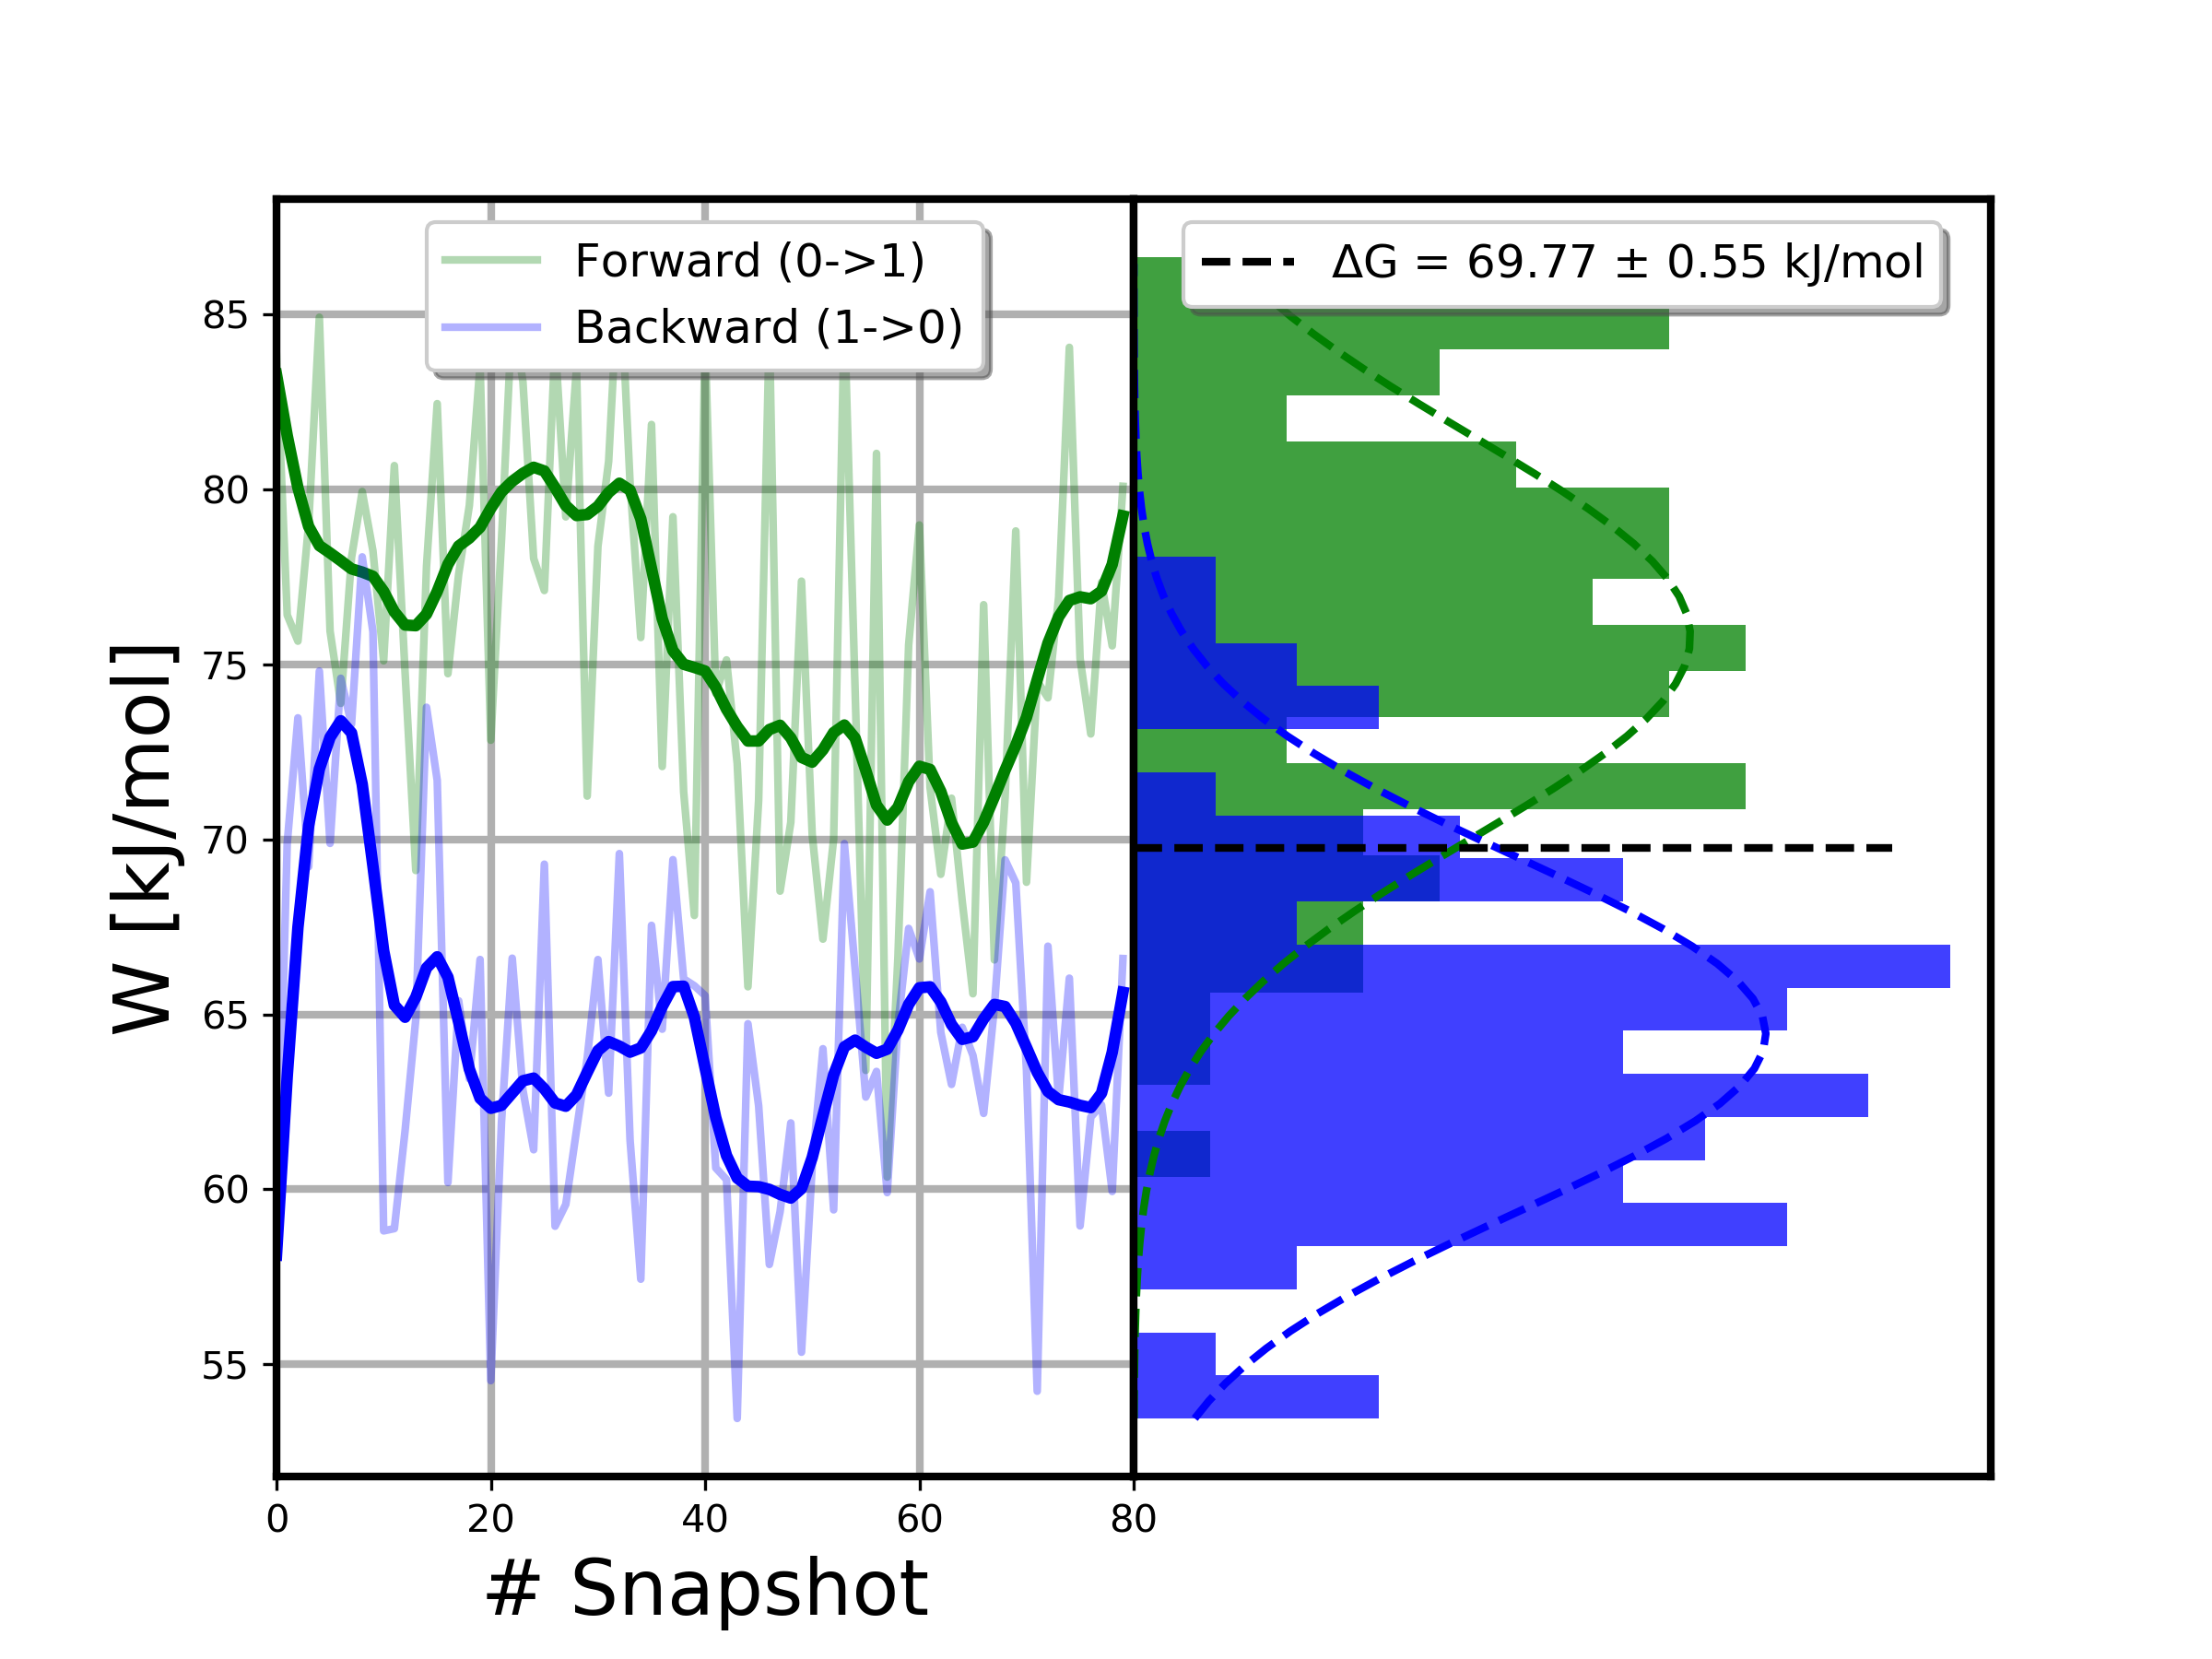 Forward (0->1)
Backward (1->0)
ΔG = 69.77 ± 0.55 kJ/mol
W [kJ/mol]
85
80
75
70
65
60
55
0 20 40 60 80
# Snapshot